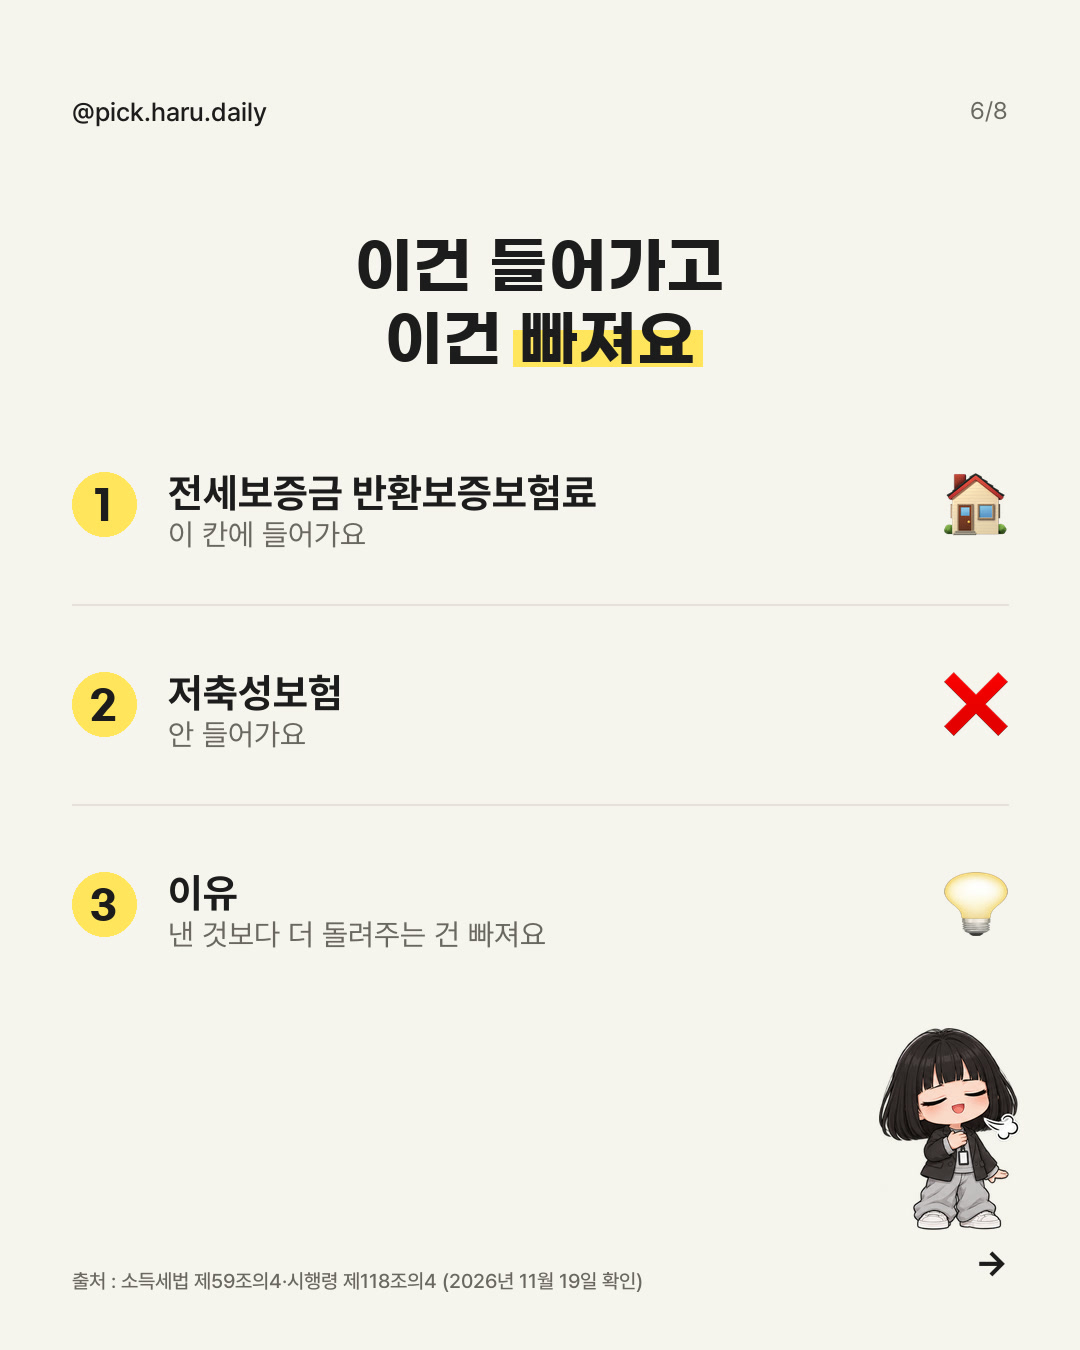 @pick.haru.daily
6/8
이건 들어가고
이건 빠져요
1
전세보증금 반환보증보험료
이 칸에 들어가요
2
저축성보험
안 들어가요
3
이유
낸 것보다 더 돌려주는 건 빠져요
출처 : 소득세법 제59조의4·시행령 제118조의4 (2026년 11월 19일 확인)